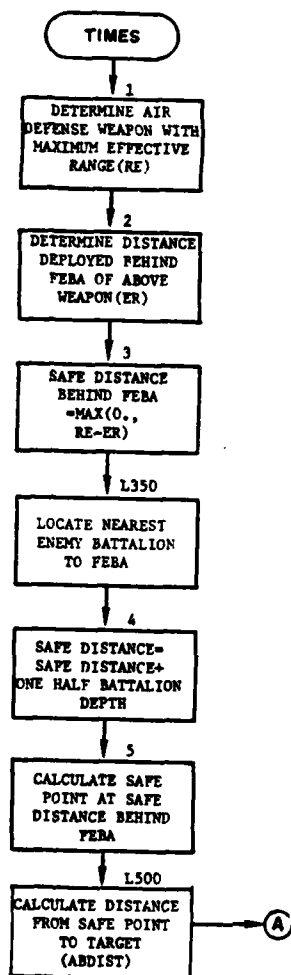 TIMES
1
DETERMINE AIR
DEFENSE WEAPON WITH
MAXIMUM EFFECTIVE
RANGE(RE)
2
DETERMINE DISTANCE
DEPLOYED BEHIND
FEBA OF ABOVE
WEAPON(ER)
3
SAFE DISTANCE
BEHIND FEBA
=MAX(0.,
RE-ER)
L350
LOCATE NEAREST
ENEMY BATTALION
TO FEBA
4
SAFE DISTANCE=
SAFE DISTANCE+
ONE HALF BATTALION
DEPTH
5
CALCULATE SAFE
POINT AT SAFE
DISTANCE BEHIND
FEBA
L500
CALCULATE DISTANCE
FROM SAFE POINT
TO TARGET
(ABDIST)
A